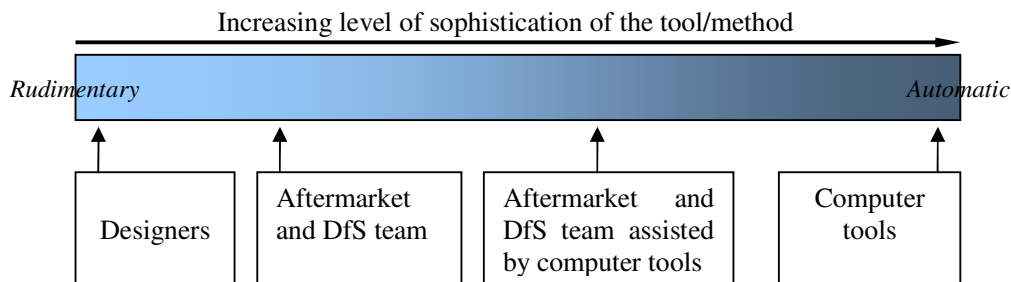 Increasing level of sophistication of the tool/method
Rudimentary
Automatic
Designers
Aftermarket
and DfS team
Aftermarket and
DfS team assisted
by computer tools
Computer
tools